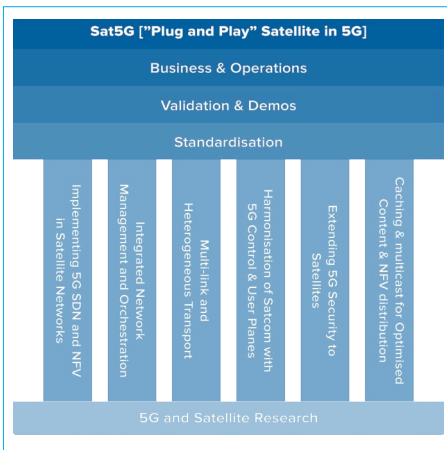 Sat5G [”Plug and Play” Satellite in 5G]
Business & Operations
Validation & Demos
Standardisation
Implementing 5G SDN and NFV
in Satellite Networks
Integrated Network
Management and Orchestration
Multi-link and
Heterogeneous Transport
Harmonisation of Satcom with
5G Control & User Planes
Extending 5G Security to
Satellites
Caching & multicast for Optimised
Content & NFV distribution
5G and Satellite Research